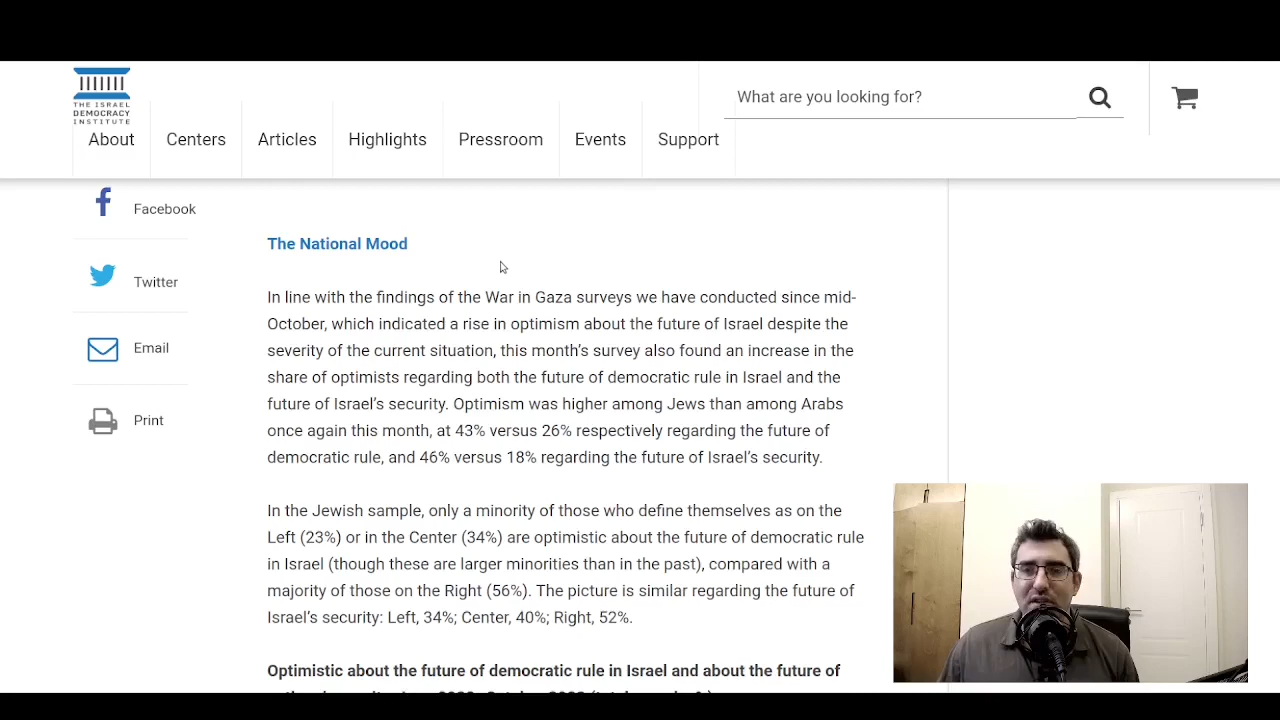 THE ISRAEL
DEMOCRACY
INSTITUTE
What are you looking for?
About
Centers
Articles
Highlights
Pressroom
Events
Support
Facebook
Twitter
Email
Print
The National Mood
In line with the findings of the War in Gaza surveys we have conducted since mid-
October, which indicated a rise in optimism about the future of Israel despite the
severity of the current situation, this month's survey also found an increase in the
share of optimists regarding both the future of democratic rule in Israel and the
future of Israel's security. Optimism was higher among Jews than among Arabs
once again this month, at 43% versus 26% respectively regarding the future of
democratic rule, and 46% versus 18% regarding the future of Israel's security.
In the Jewish sample, only a minority of those who define themselves as on the
Left (23%) or in the Center (34%) are optimistic about the future of democratic rule
in Israel (though these are larger minorities than in the past), compared with a
majority of those on the Right (56%). The picture is similar regarding the future of
Israel's security: Left, 34%; Center, 40%; Right, 52%.
Optimistic about the future of democratic rule in Israel and about the future of